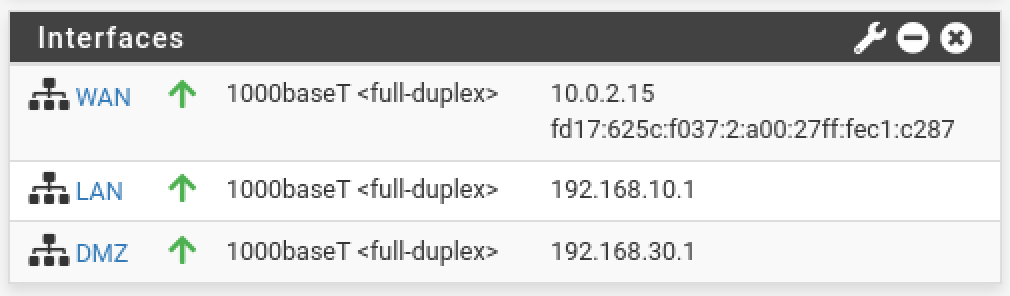 Interfaces
WAN 1000baseT <full-duplex> 10.0.2.15
fd17:625c:f037:2:a00:27ff:fec1:c287
LAN 1000baseT <full-duplex> 192.168.10.1
DMZ 1000baseT <full-duplex> 192.168.30.1